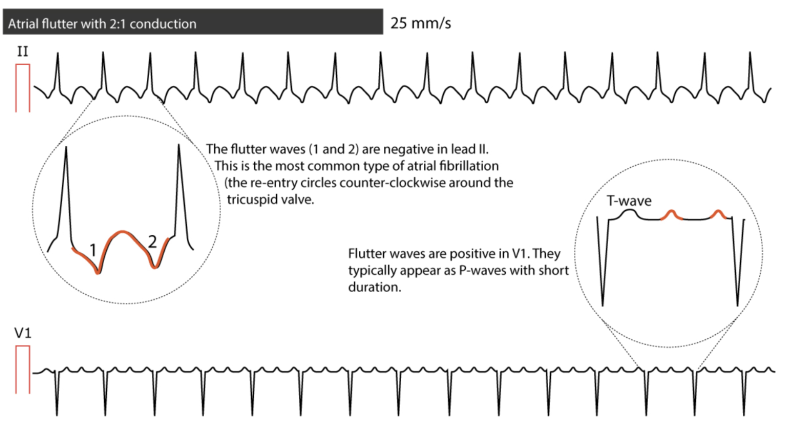 Atrial flutter with 2:1 conduction
25 mm/s
II
The flutter waves (1 and 2) are negative in lead II.
This is the most common type of atrial fibrillation
(the re-entry circles counter-clockwise around the
tricuspid valve.
1
2
T-wave
Flutter waves are positive in V1. They
typically appear as P-waves with short
duration.
V1